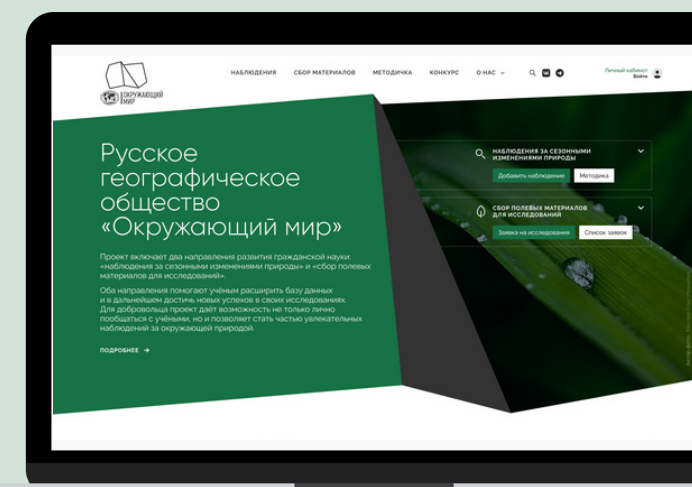 НАБЛЮДЕНИЯ СБОР МАТЕРИАЛОВ МЕТОДИЧКА КОНКУРС О НАС
Личный кабинет
Войти
ОКРУЖАЮЩИЙ
МИР
Русское
географическое
общество
«Окружающий мир»
Проект включает два направления развития гражданской науки:
«наблюдения за сезонными изменениями природы» и «сбор полевых
материалов для исследований».
Оба направления помогают учёным расширить базу данных
и в дальнейшем достичь новых успехов в своих исследованиях.
Для добровольца проект даёт возможность не только лично
пообщаться с учёными, но и позволяет стать частью увлекательных
наблюдений за окружающей природой.
ПОДРОБНЕЕ →
НАБЛЮДЕНИЯ ЗА СЕЗОННЫМИ
ИЗМЕНЕНИЯМИ ПРИРОДЫ
Добавить наблюдение Методика
СБОР ПОЛЕВЫХ МАТЕРИАЛОВ
ДЛЯ ИССЛЕДОВАНИЙ
Заявка на исследования Список заявок